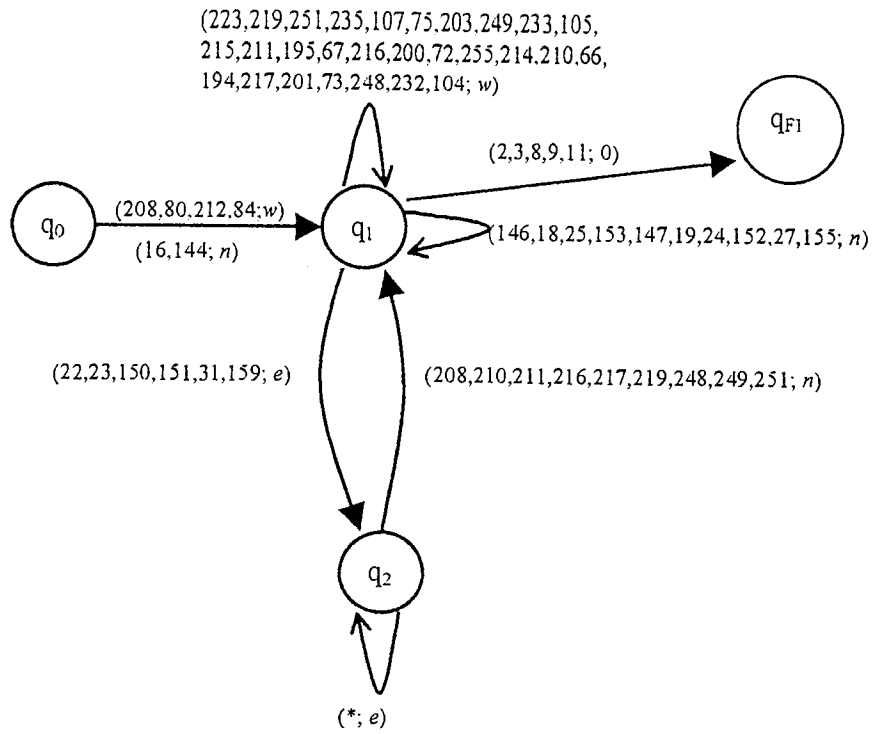 (223,219,251,235,107,75,203,249,233,105,
215,211,195,67,216,200,72,255,214,210,66,
194,217,201,73,248,232,104; w)
qF1
(2,3,8,9,11; 0)
q0
(208,80,212,84;w)
q1
(16,144; n)
(146,18,25,153,147,19,24,152,27,155; n)
(22,23,150,151,31,159; e)
(208,210,211,216,217,219,248,249,251; n)
q2
(*; e)